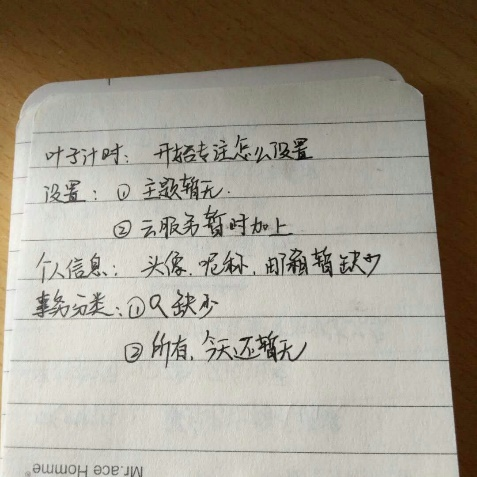 叶子计时：开始专注怎么设置
设置：① 主题暂无.
② 云服务暂时加上
个人信息：头像，昵称，邮箱暂缺少
事务分类：① Q缺少
② 所有，今天还暂无
Mr.ace Homme®